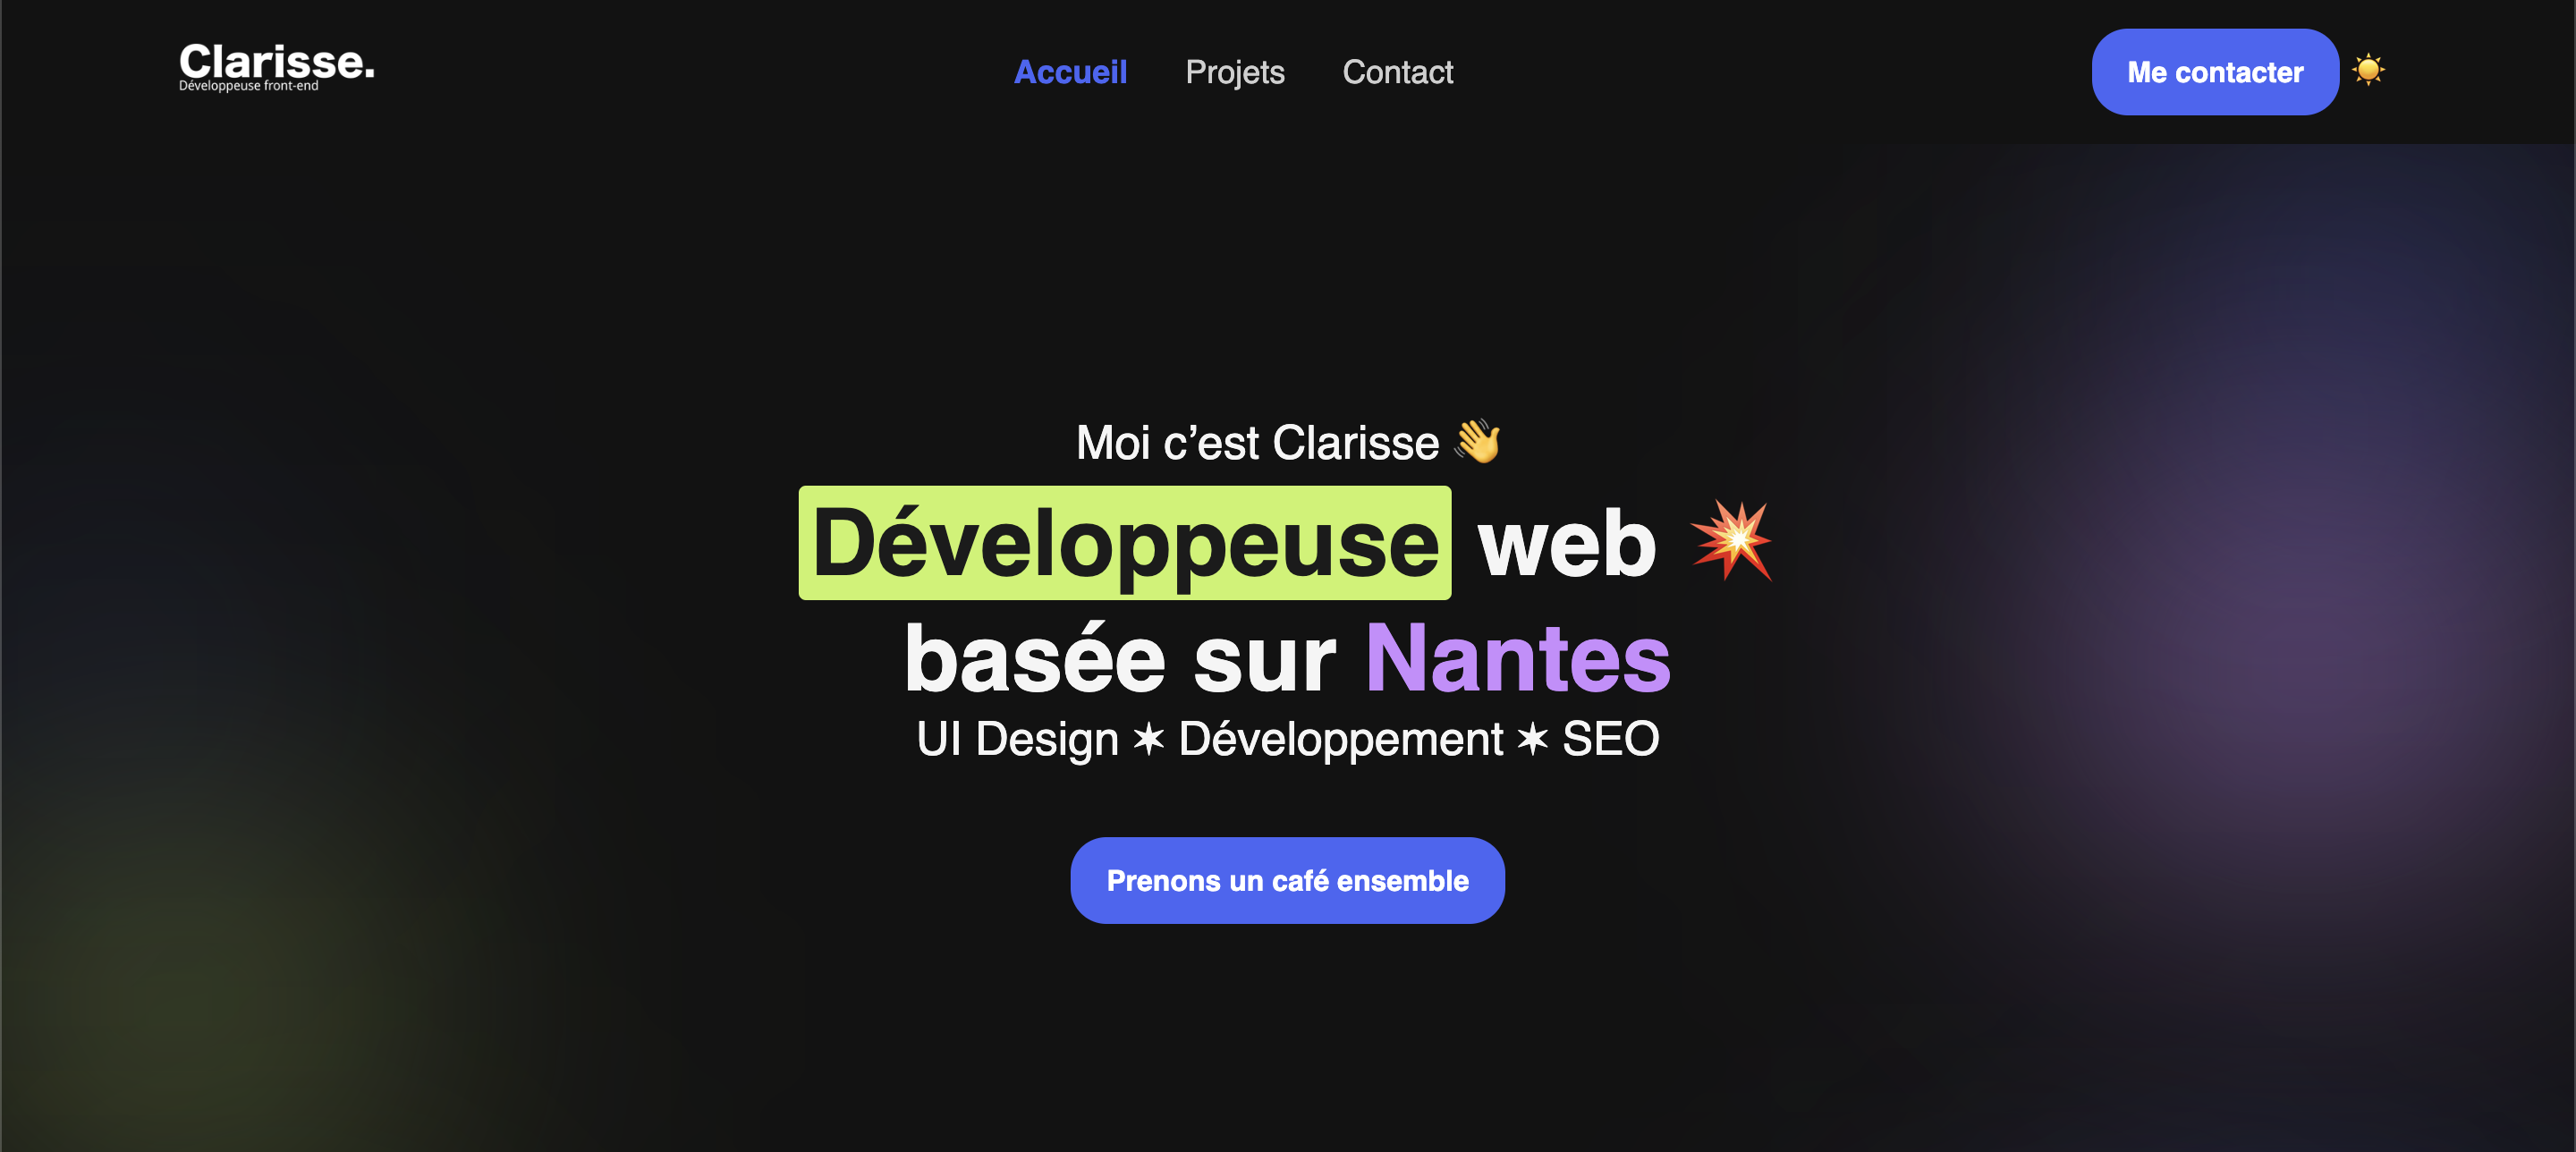 Clarisse.
Développeuse front-end
Accueil Projets Contact
Me contacter ☀️
Moi c’est Clarisse 👋
Développeuse web 💥
basée sur Nantes
UI Design ✶ Développement ✶ SEO
Prenons un café ensemble